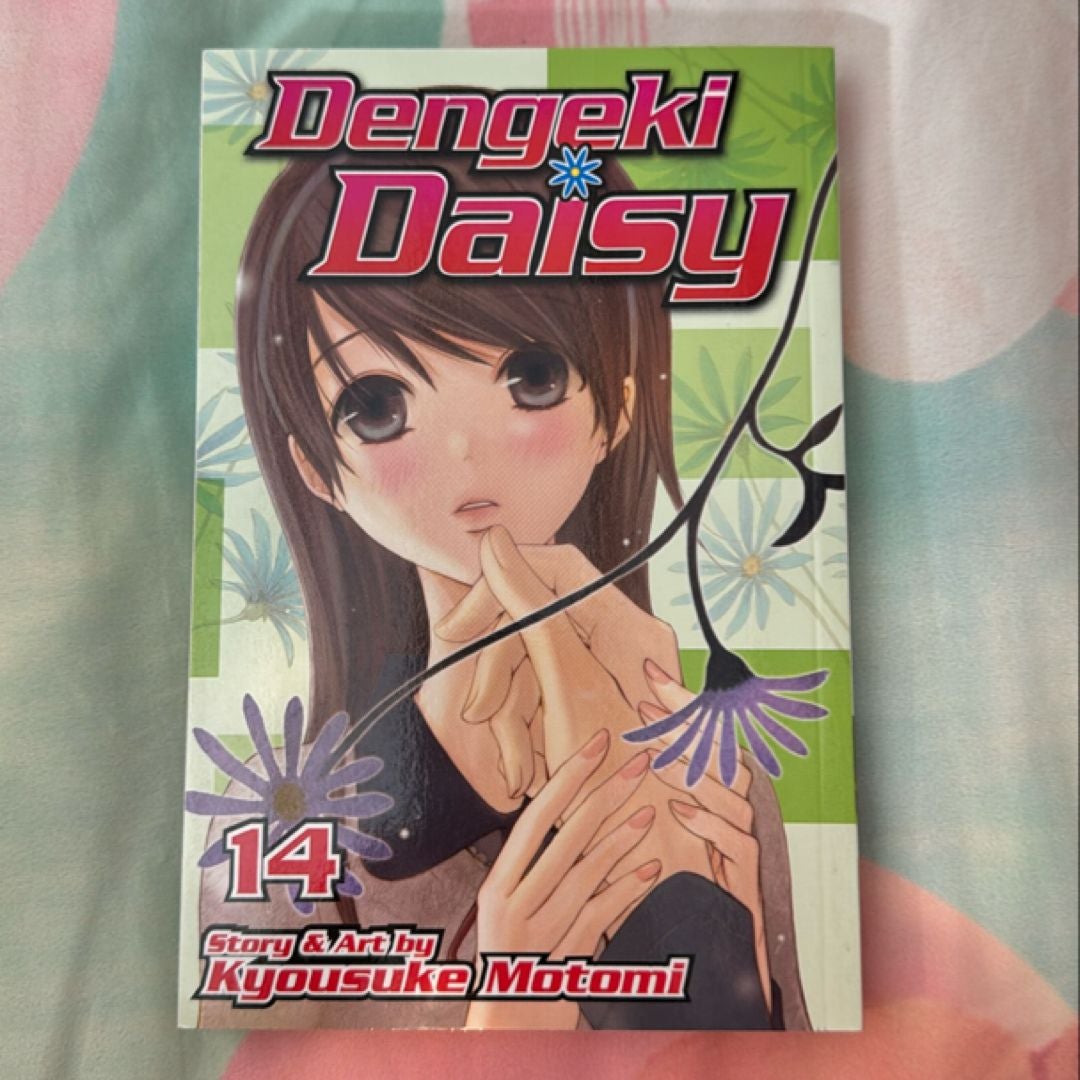 Dengeki
Daisy
14
Story & Art by
Kyousuke Motomi